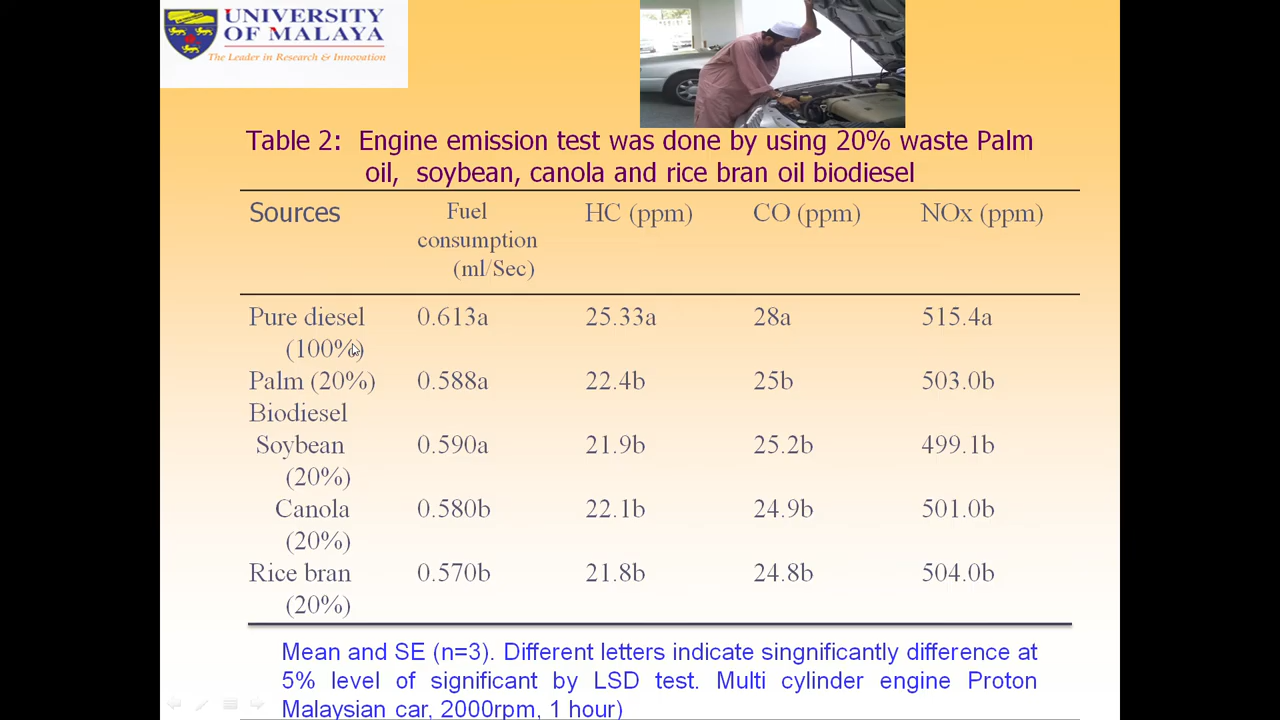 UNIVERSITY
OF MALAYA
The Leader in Research & Innovation
Table 2: Engine emission test was done by using 20% waste Palm
oil, soybean, canola and rice bran oil biodiesel
Sources Fuel consumption (ml/Sec) HC (ppm) CO (ppm) NOx (ppm)
Pure diesel (100%) 0.613a 25.33a 28a 515.4a
Palm (20%) 0.588a 22.4b 25b 503.0b
Biodiesel
Soybean (20%) 0.590a 21.9b 25.2b 499.1b
Canola (20%) 0.580b 22.1b 24.9b 501.0b
Rice bran (20%) 0.570b 21.8b 24.8b 504.0b
Mean and SE (n=3). Different letters indicate singnificantly difference at
5% level of significant by LSD test. Multi cylinder engine Proton
Malaysian car, 2000rpm, 1 hour)